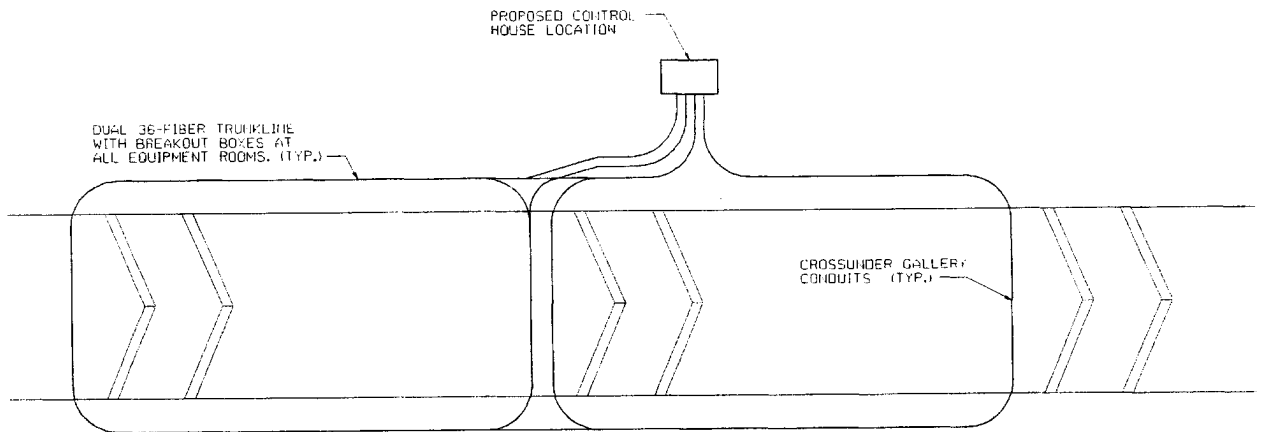 PROPOSED CONTROL
HOUSE LOCATION
DUAL 36-FIBER TRUNKLINE
WITH BREAKOUT BOXES AT
ALL EQUIPMENT ROOMS. (TYP.)
CROSSUNDER GALLERY
CONDUITS (TYP.)